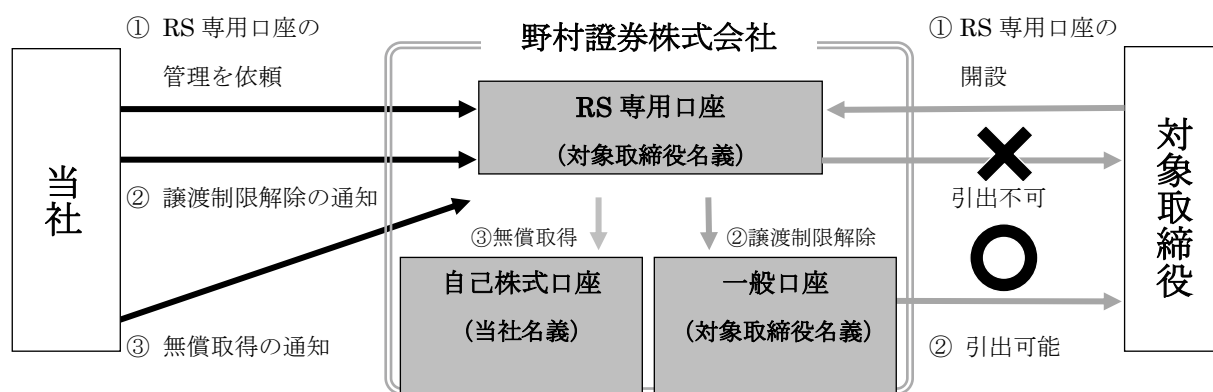 ① RS 専用口座の
管理を依頼
野村證券株式会社
① RS 専用口座の
開設
当社
RS 専用口座
(対象取締役名義)
対象取締役
② 譲渡制限解除の通知
引出不可
③無償取得
②譲渡制限解除
自己株式口座
(当社名義)
一般口座
(対象取締役名義)
③ 無償取得の通知
② 引出可能